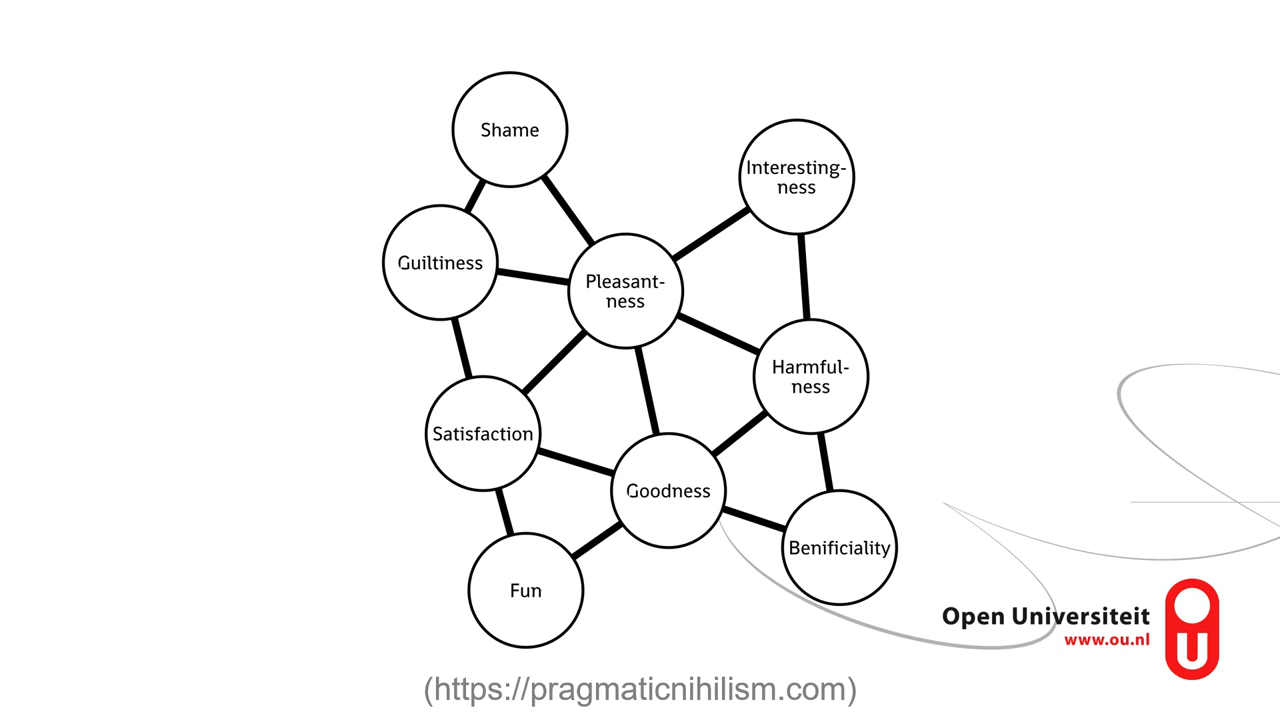 Shame
Interesting-
ness
Guiltiness
Pleasant-
ness
Harmful-
ness
Satisfaction
Goodness
Benificiality
Fun
Open Universiteit
www.ou.nl
U
(https://pragmaticnihilism.com)